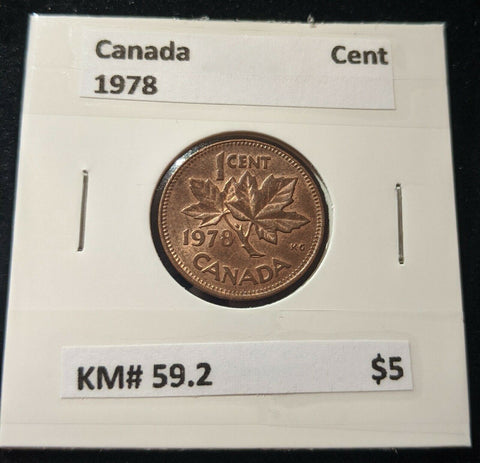 Canada Cent
1978
1 CENT
1978 KG
CANADA
KM# 59.2 $5